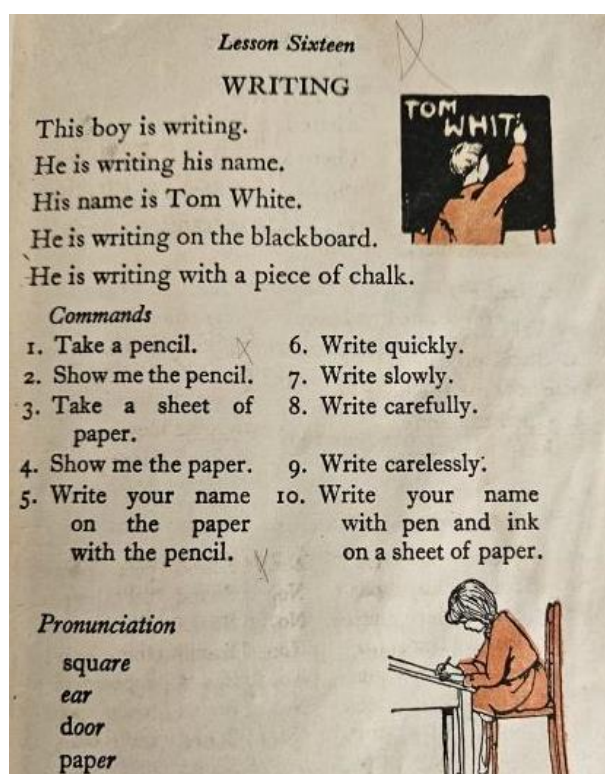 Lesson Sixteen
WRITING
This boy is writing.
He is writing his name.
His name is Tom White.
He is writing on the blackboard.
He is writing with a piece of chalk.
TOM
WHIT
Commands
1. Take a pencil.
2. Show me the pencil.
3. Take a sheet of
paper.
4. Show me the paper.
5. Write your name
on the paper
with the pencil.
6. Write quickly.
7. Write slowly.
8. Write carefully.
9. Write carelessly.
10. Write your name
with pen and ink
on a sheet of paper.
Pronunciation
square
ear
door
paper